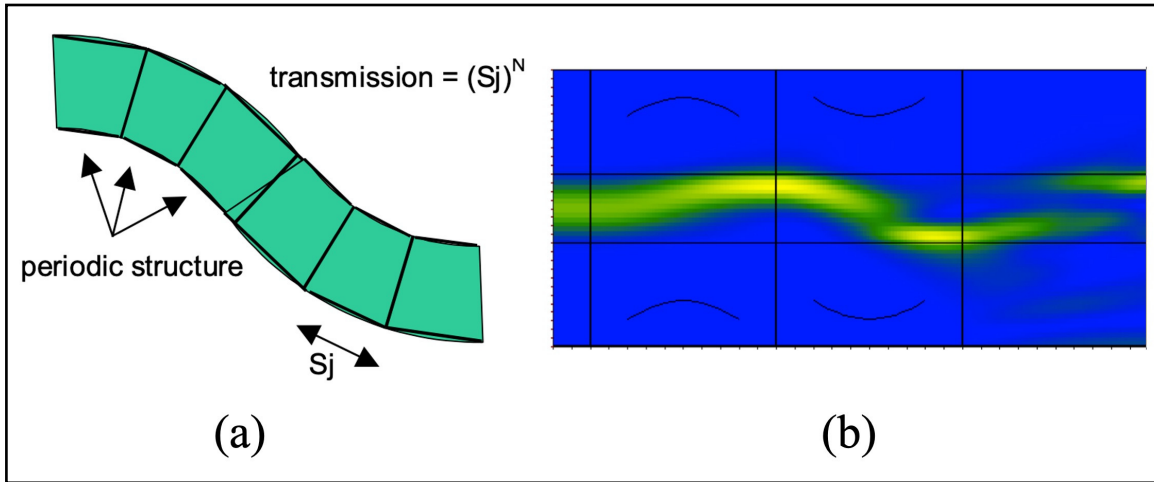 transmission = (Sj)^N
periodic structure
Sj
(a)
(b)